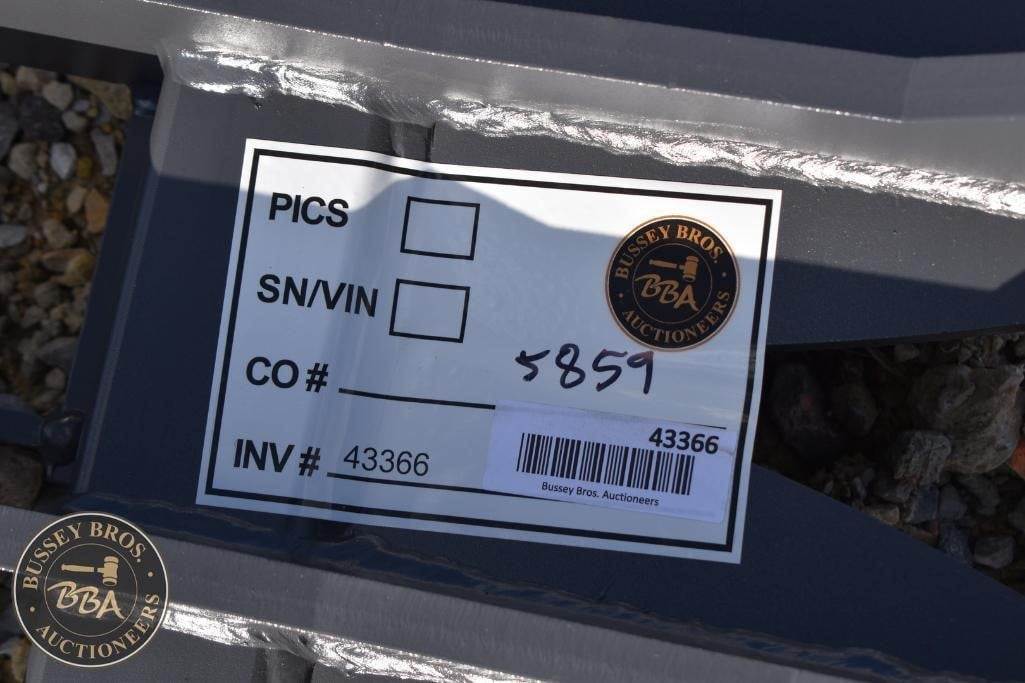 PICS
BUSSEY BROS.
BBA
AUCTIONEERS
SN/VIN
CO #
5859
INV # 43366
43366
Bussey Bros. Auctioneers
BUSSEY BROS.
BBA
AUCTIONEERS